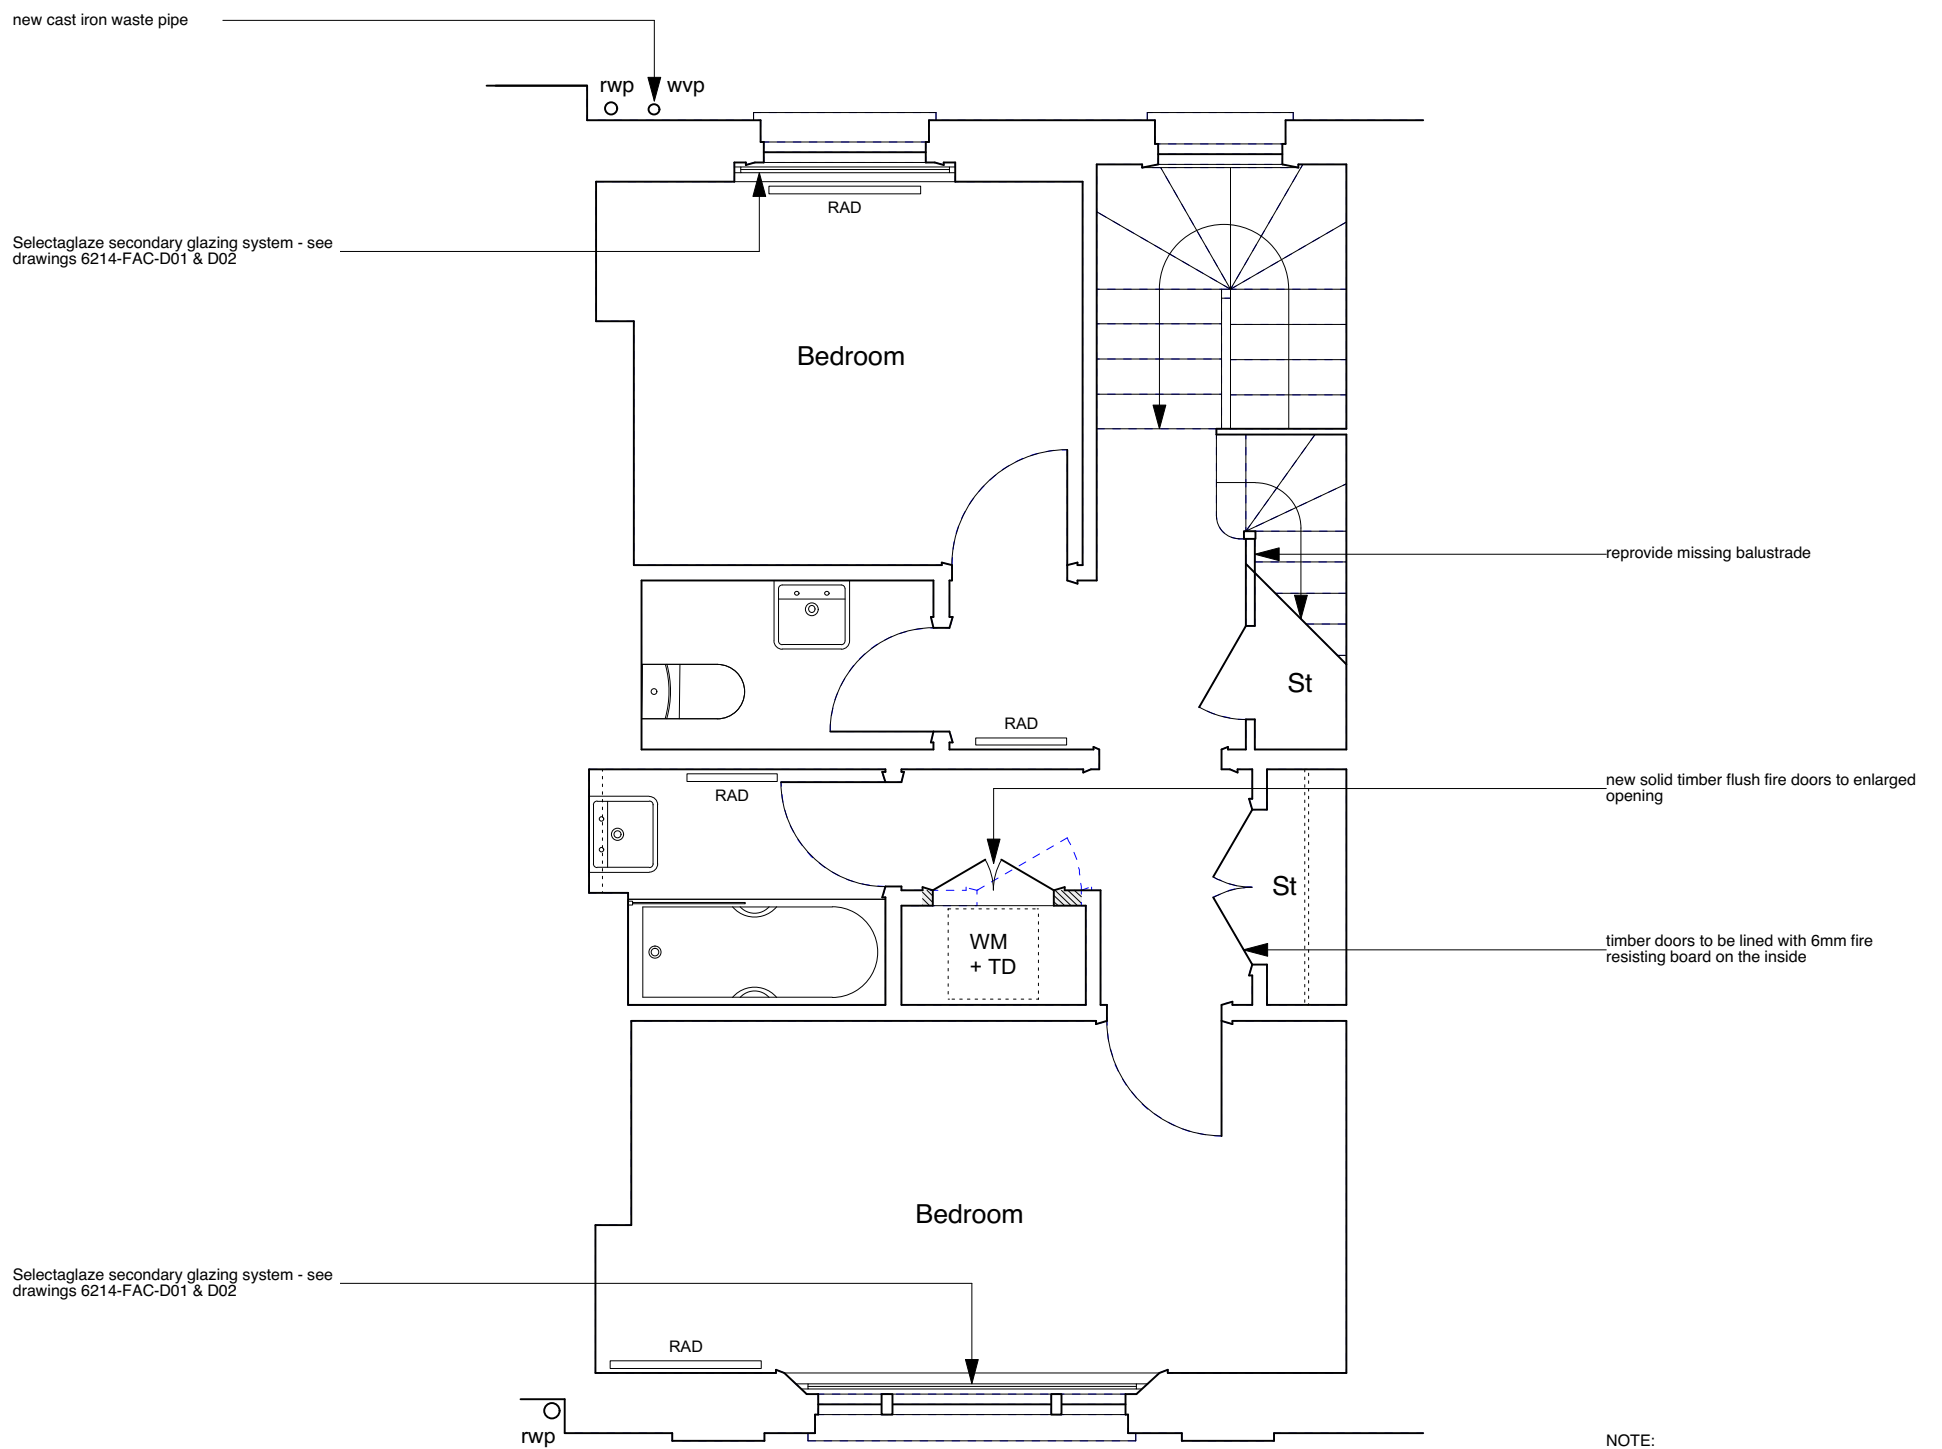 new cast iron waste pipe
rwp
wvp
RAD
Selectaglaze secondary glazing system - see
drawings 6214-FAC-D01 & D02
Bedroom
reprovide missing balustrade
St
RAD
RAD
new solid timber flush fire doors to enlarged
opening
St
WM
+ TD
timber doors to be lined with 6mm fire
resisting board on the inside
Bedroom
Selectaglaze secondary glazing system - see
drawings 6214-FAC-D01 & D02
RAD
rwp
NOTE: